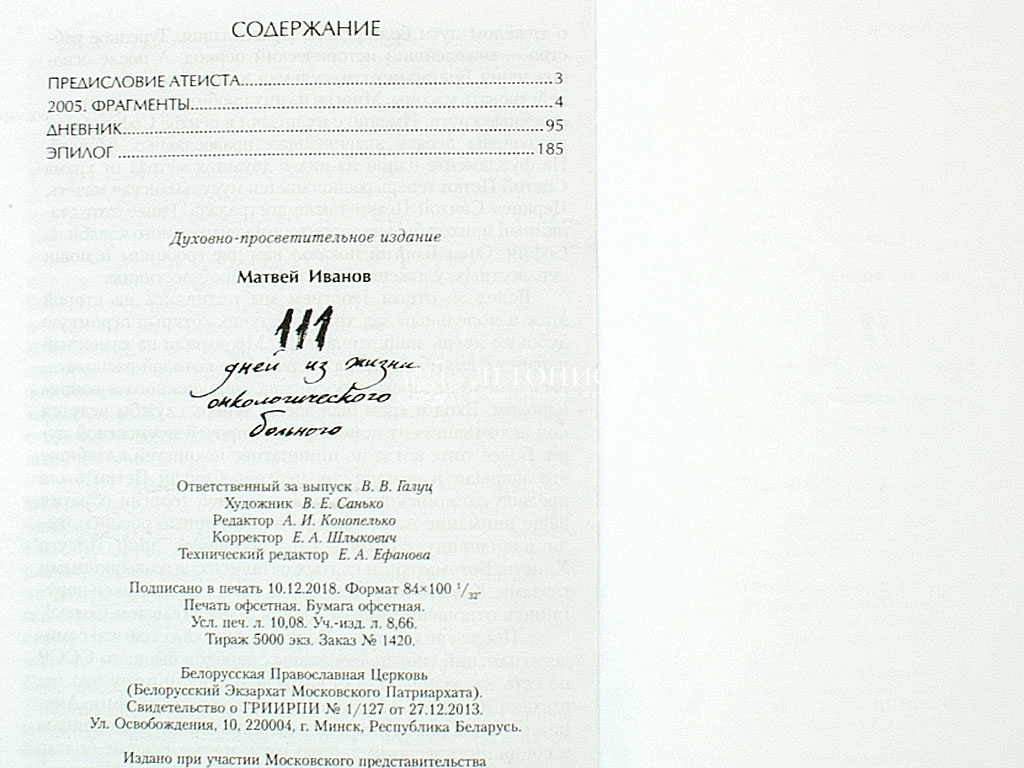 СОДЕРЖАНИЕ
ПРЕДИСЛОВИЕ АТЕИСТА.......................................................... 3
2005. ФРАГМЕНТЫ.................................................................... 4
ДНЕВНИК.................................................................................. 95
ЭПИЛОГ .................................................................................. 185
Духовно-просветительное издание
Матвей Иванов
111
дней из жизни
онкологического
больного
Ответственный за выпуск В. В. Галуц
Художник В. Е. Санько
Редактор А. И. Конопелько
Корректор Е. А. Шлыкович
Технический редактор Е. А. Ефанова
Подписано в печать 10.12.2018. Формат 84×100 1/32.
Печать офсетная. Бумага офсетная.
Усл. печ. л. 10,08. Уч.-изд. л. 8,66.
Тираж 5000 экз. Заказ № 1420.
Белорусская Православная Церковь
(Белорусский Экзархат Московского Патриархата).
Свидетельство о ГРИИРПИ № 1/127 от 27.12.2013.
Ул. Освобождения, 10, 220004, г. Минск, Республика Беларусь.
Издано при участии Московского представительства